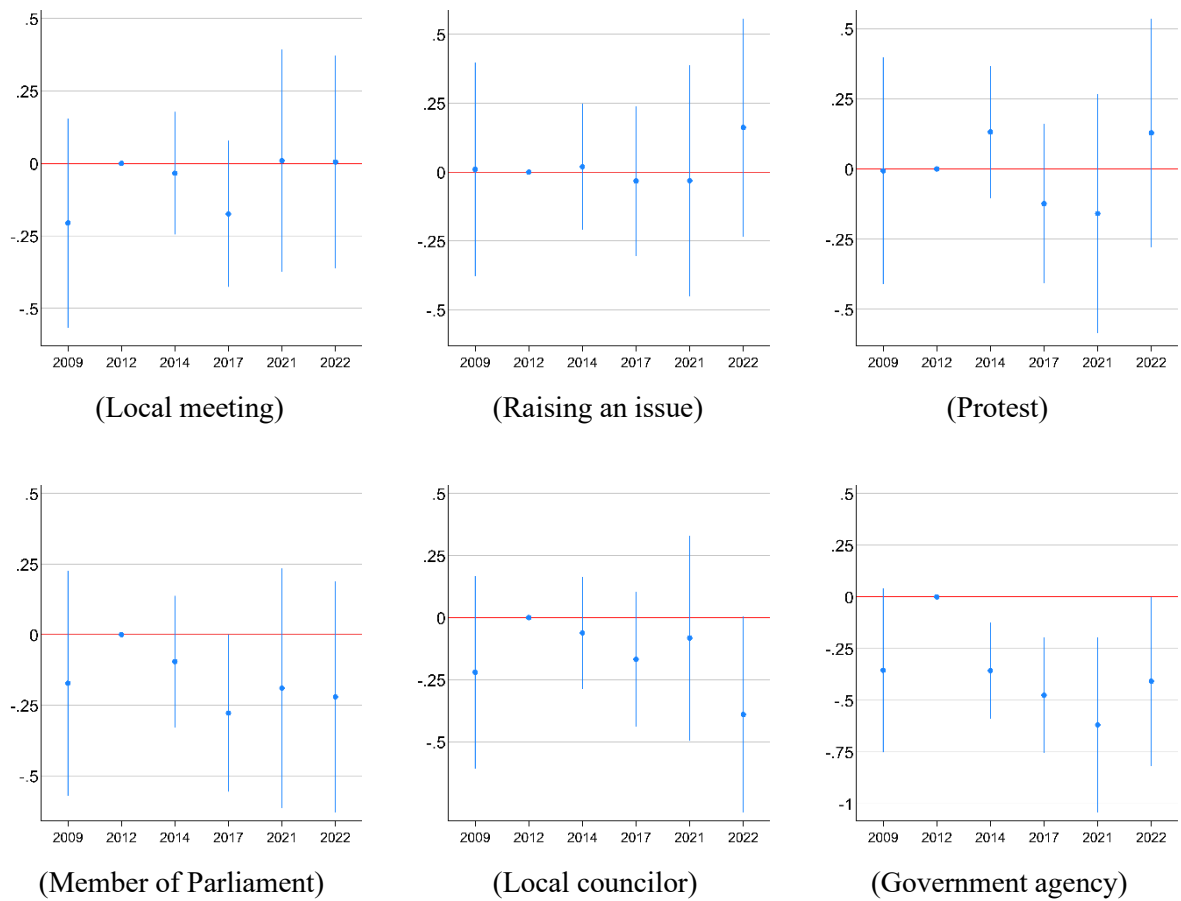 .5 .25 0 -.25 -.5
2009 2012 2014 2017 2021 2022
(Local meeting)
.5 .25 0 -.25 -.5
2009 2012 2014 2017 2021 2022
(Raising an issue)
.5 .25 0 -.25 -.5
2009 2012 2014 2017 2021 2022
(Protest)
.5 .25 0 -.25 -.5
2009 2012 2014 2017 2021 2022
(Member of Parliament)
.5 .25 0 -.25 -.5
2009 2012 2014 2017 2021 2022
(Local councilor)
.5 .25 0 -.25 -.5 -.75 -1
2009 2012 2014 2017 2021 2022
(Government agency)